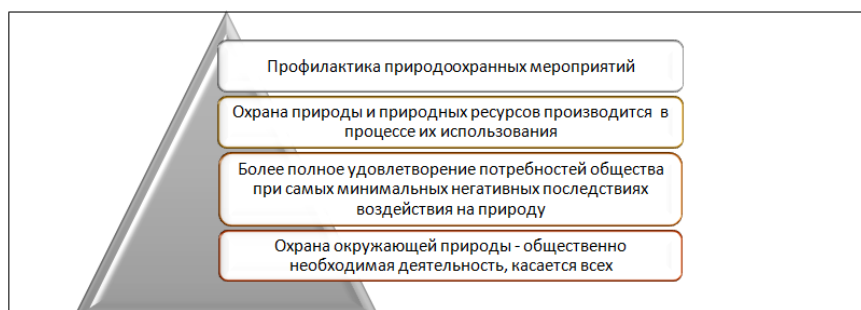 Профилактика природоохранных мероприятий
Охрана природы и природных ресурсов производится в
процессе их использования
Более полное удовлетворение потребностей общества
при самых минимальных негативных последствиях
воздействия на природу
Охрана окружающей природы - общественно
необходимая деятельность, касается всех